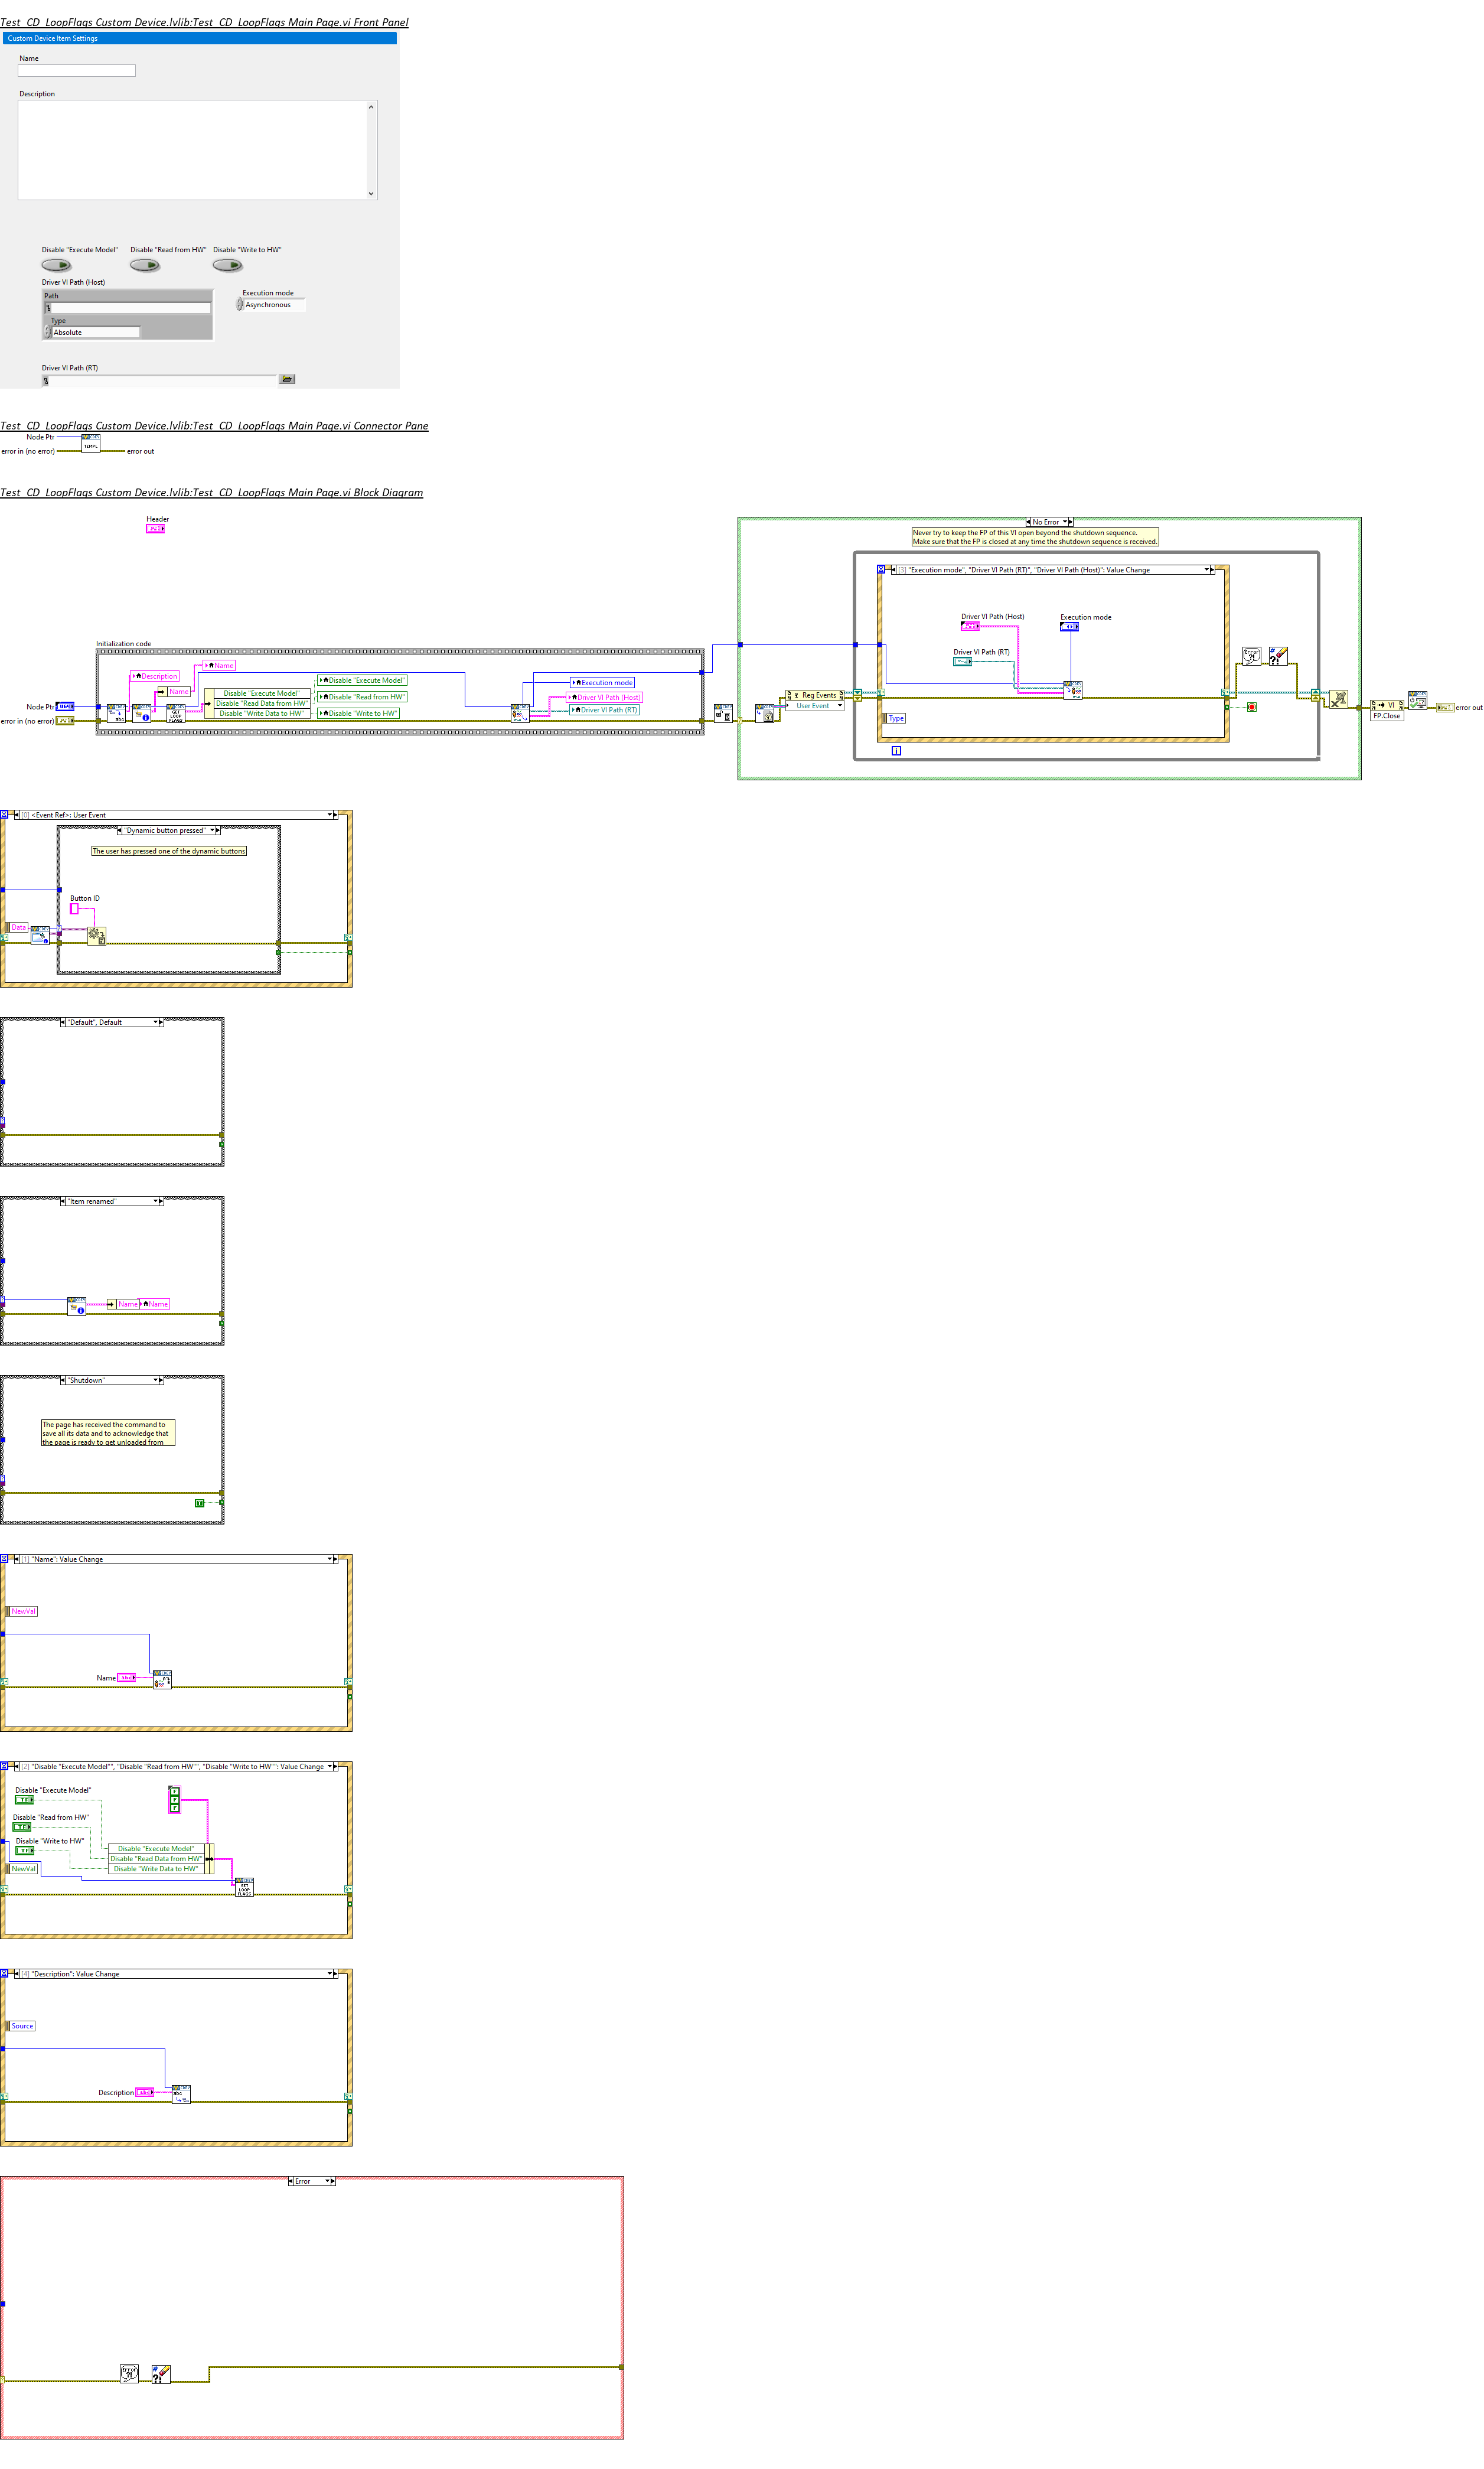 Test_CD_LoopFlags Custom Device.lvlib:Test_CD_LoopFlags Main Page.vi Front Panel
Custom Device Item Settings
Name
Description
Disable "Execute Model"
Disable "Read from HW"
Disable "Write to HW"
Driver VI Path (Host)
Path
Type
Absolute
Execution mode
Asynchronous
Driver VI Path (RT)
Test_CD_LoopFlags Custom Device.lvlib:Test_CD_LoopFlags Main Page.vi Connector Pane
Node Ptr
TEMPL
error in (no error)
error out
Test_CD_LoopFlags Custom Device.lvlib:Test_CD_LoopFlags Main Page.vi Block Diagram
Header
No Error
Never try to keep the FP of this VI open beyond the shutdown sequence.
Make sure that the FP is closed at any time the shutdown sequence is received.
[3] "Execution mode", "Driver VI Path (RT)", "Driver VI Path (Host)": Value Change
Driver VI Path (Host)
Execution mode
Driver VI Path (RT)
Type
Initialization code
Description
Name
Name
Disable "Execute Model"
Disable "Read Data from HW"
Disable "Write Data to HW"
Disable "Execute Model"
Disable "Read from HW"
Disable "Write to HW"
GET LOOP FLAGS
Execution mode
Driver VI Path (Host)
Driver VI Path (RT)
Node Ptr
error in (no error)
Reg Events
User Event
VI
FP.Close
error out
[0] <Event Ref>: User Event
"Dynamic button pressed"
The user has pressed one of the dynamic buttons
Button ID
Data
"Default", Default
"Item renamed"
Name
Name
"Shutdown"
The page has received the command to
save all its data and to acknowledge that
the page is ready to get unloaded from
[1] "Name": Value Change
NewVal
Name
[2] "Disable "Execute Model"", "Disable "Read from HW"", "Disable "Write to HW"": Value Change
Disable "Execute Model"
Disable "Read from HW"
Disable "Write to HW"
Disable "Execute Model"
Disable "Read Data from HW"
Disable "Write Data to HW"
NewVal
SET LOOP FLAGS
[4] "Description": Value Change
Source
Description
Error